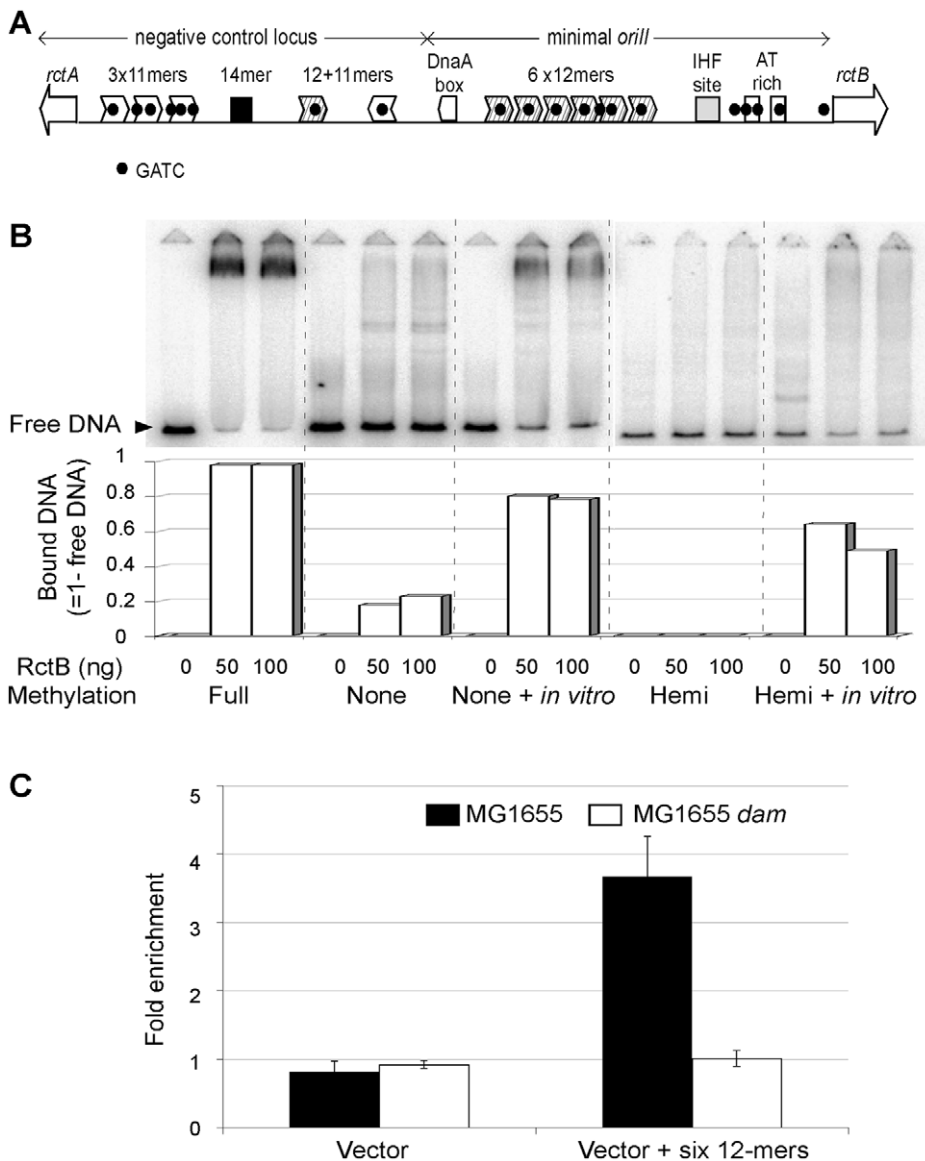 A
negative control locus
minimal oriII
rctA
3x11mers
14mer
12+11mers
DnaA
box
6 x12mers
IHF
site
AT
rich
rctB
GATC
B
Free DNA
Bound DNA
(=1- free DNA)
1
0.8
0.6
0.4
0.2
0
RctB (ng)
0 50 100 0 50 100 0 50 100 0 50 100 0 50 100
Methylation
Full
None
None + in vitro
Hemi
Hemi + in vitro
C
Fold enrichment
5
4
3
2
1
0
MG1655
MG1655 dam
Vector
Vector + six 12-mers